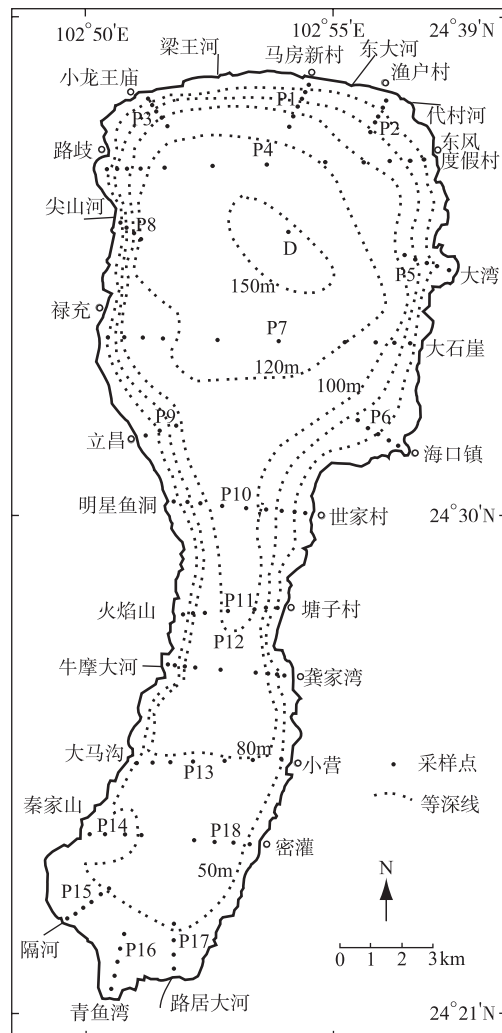 102°50′E
102°55′E
24°39′N
梁王河
马房新村
东大河
小龙王庙
渔户村
P1
代村河
P3
P2
东风
路歧
P4
度假村
尖山河
P8
D
P5
大湾
150m
禄充
P7
大石崖
120m
100m
P9
P6
立昌
海口镇
明星鱼洞
P10
世家村
24°30′N
火焰山
P11
塘子村
P12
牛摩大河
龚家湾
大马沟
80m
小营
P13
采样点
秦家山
等深线
P14
P18
密灌
50m
N
P15
隔河
P16
P17
0 1 2 3km
青鱼湾
路居大河
24°21′N